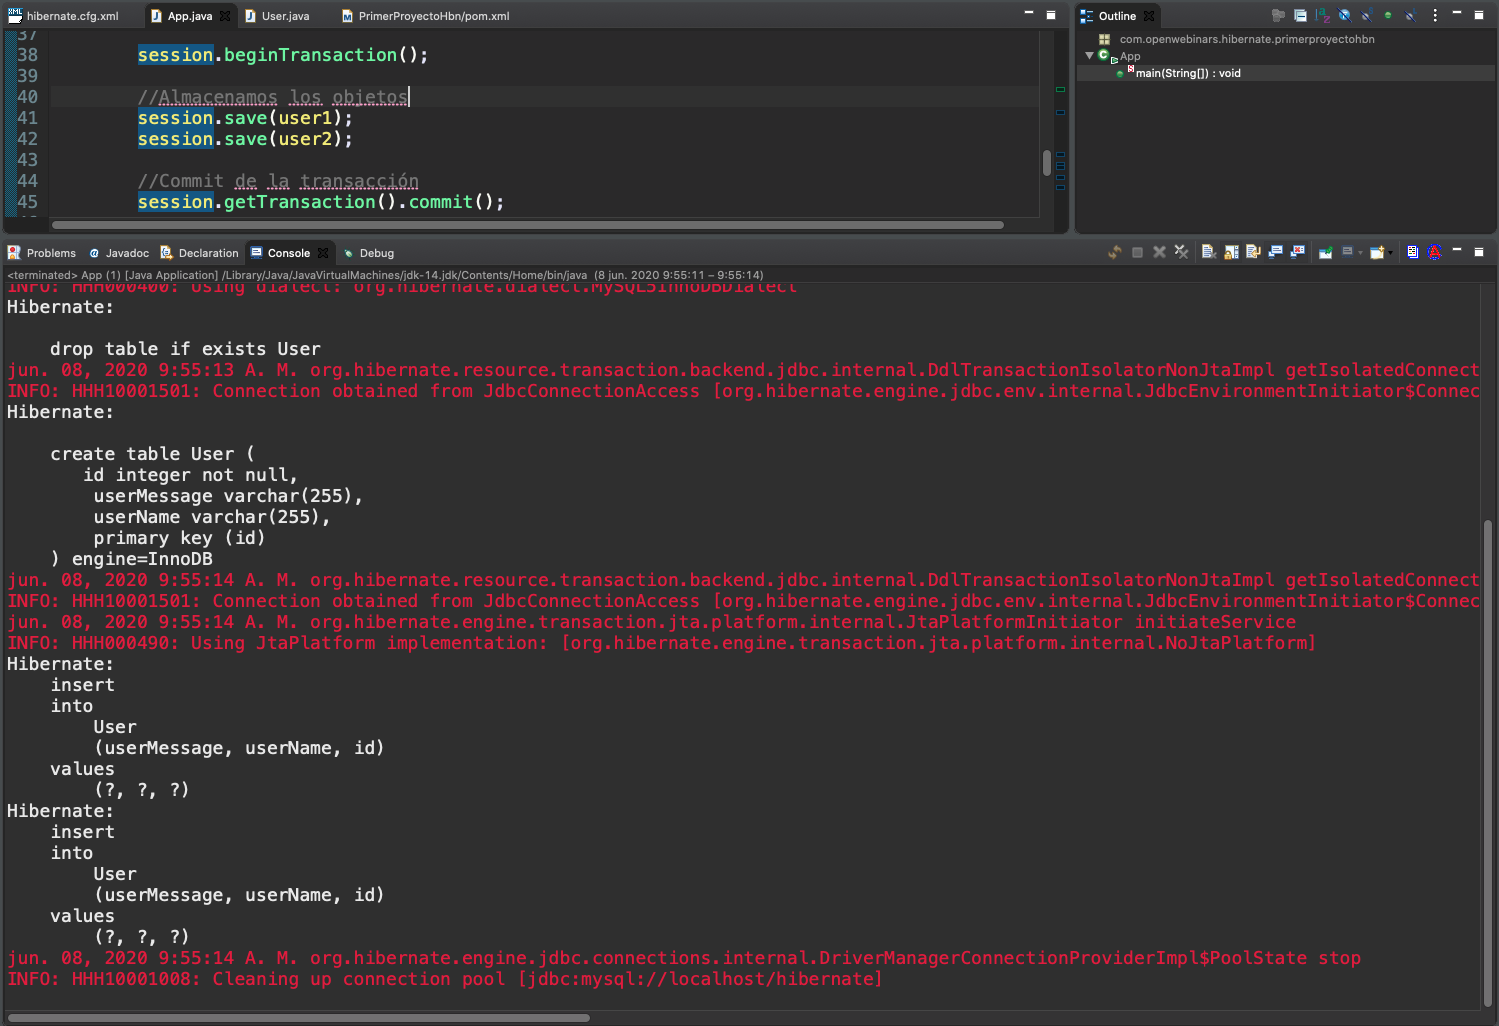 hibernate.cfg.xml
App.java
User.java
PrimerProyectoHbn/pom.xml
37
38 session.beginTransaction();
39
40 //Almacenamos los objetos
41 session.save(user1);
42 session.save(user2);
43
44 //Commit de la transacción
45 session.getTransaction().commit();
Outline
com.openwebinars.hibernate.primerproyectohbn
App
main(String[]) : void
Problems
Javadoc
Declaration
Console
Debug
<terminated> App (1) [Java Application] /Library/Java/JavaVirtualMachines/jdk-14.jdk/Contents/Home/bin/java (8 jun. 2020 9:55:11 – 9:55:14)
INFO: HHH000400: Using dialect: org.hibernate.dialect.MySQL5InnoDBDialect
Hibernate:
drop table if exists User
jun. 08, 2020 9:55:13 A. M. org.hibernate.resource.transaction.backend.jdbc.internal.DdlTransactionIsolatorNonJtaImpl getIsolatedConnect
INFO: HHH10001501: Connection obtained from JdbcConnectionAccess [org.hibernate.engine.jdbc.env.internal.JdbcEnvironmentInitiator$Connec
Hibernate:
create table User (
id integer not null,
userMessage varchar(255),
userName varchar(255),
primary key (id)
) engine=InnoDB
jun. 08, 2020 9:55:14 A. M. org.hibernate.resource.transaction.backend.jdbc.internal.DdlTransactionIsolatorNonJtaImpl getIsolatedConnect
INFO: HHH10001501: Connection obtained from JdbcConnectionAccess [org.hibernate.engine.jdbc.env.internal.JdbcEnvironmentInitiator$Connec
jun. 08, 2020 9:55:14 A. M. org.hibernate.engine.transaction.jta.platform.internal.JtaPlatformInitiator initiateService
INFO: HHH000490: Using JtaPlatform implementation: [org.hibernate.engine.transaction.jta.platform.internal.NoJtaPlatform]
Hibernate:
insert
into
User
(userMessage, userName, id)
values
(?, ?, ?)
Hibernate:
insert
into
User
(userMessage, userName, id)
values
(?, ?, ?)
jun. 08, 2020 9:55:14 A. M. org.hibernate.engine.jdbc.connections.internal.DriverManagerConnectionProviderImpl$PoolState stop
INFO: HHH10001008: Cleaning up connection pool [jdbc:mysql://localhost/hibernate]